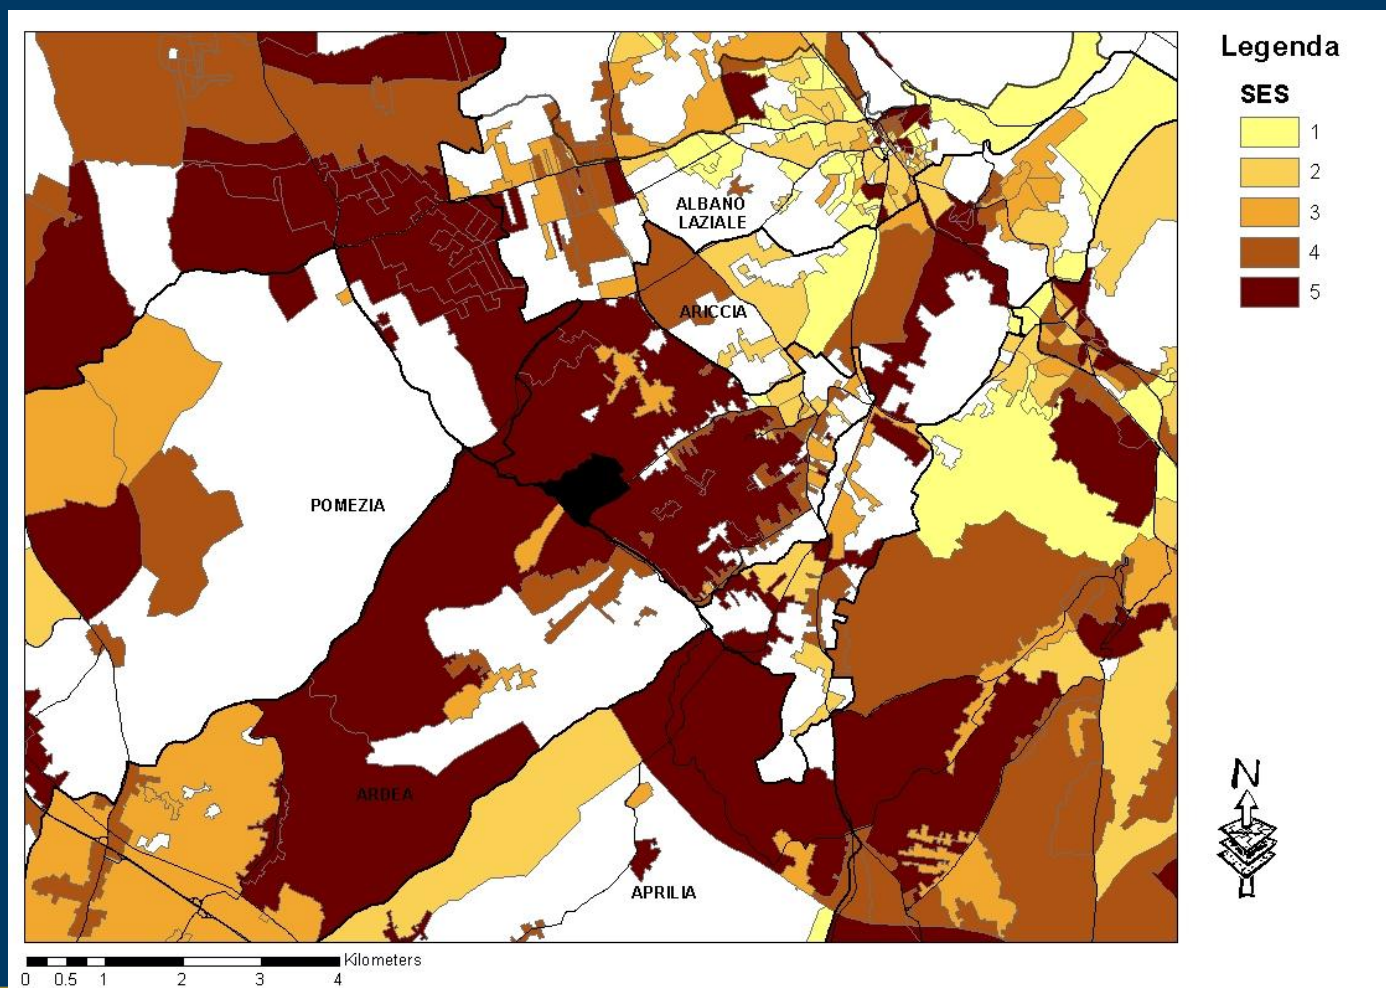 Legenda
SES
1
2
3
4
5
ALBANO
LAZIALE
ARICCIA
POMEZIA
ARDEA
APRILIA
N
Kilometers
0 0.5 1 2 3 4